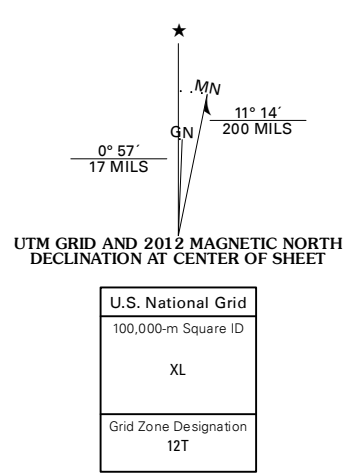 ★
MN
11° 14´
200 MILS
GN
0° 57´
17 MILS
UTM GRID AND 2012 MAGNETIC NORTH
DECLINATION AT CENTER OF SHEET
U.S. National Grid
100,000-m Square ID
XL
Grid Zone Designation
12T